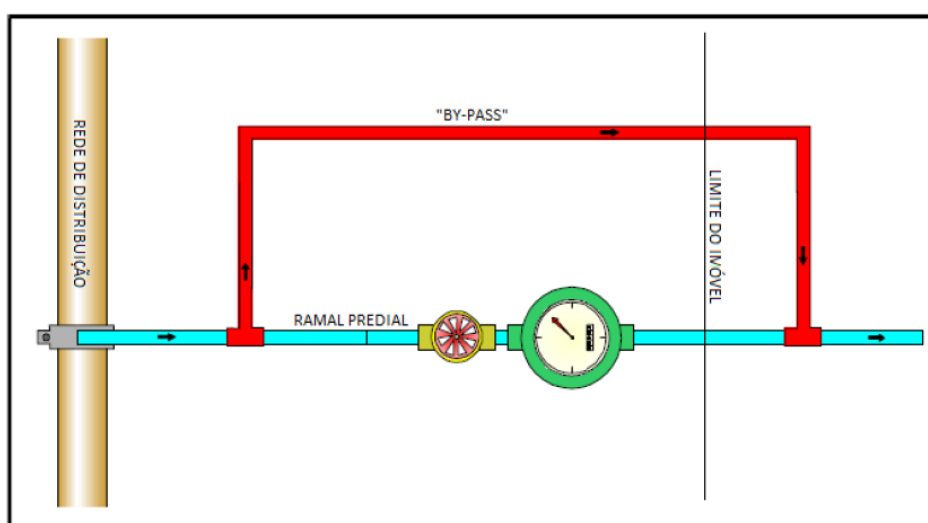 REDE DE DISTRIBUIÇÃO
"BY-PASS"
LIMITE DO IMÓVEL
RAMAL PREDIAL